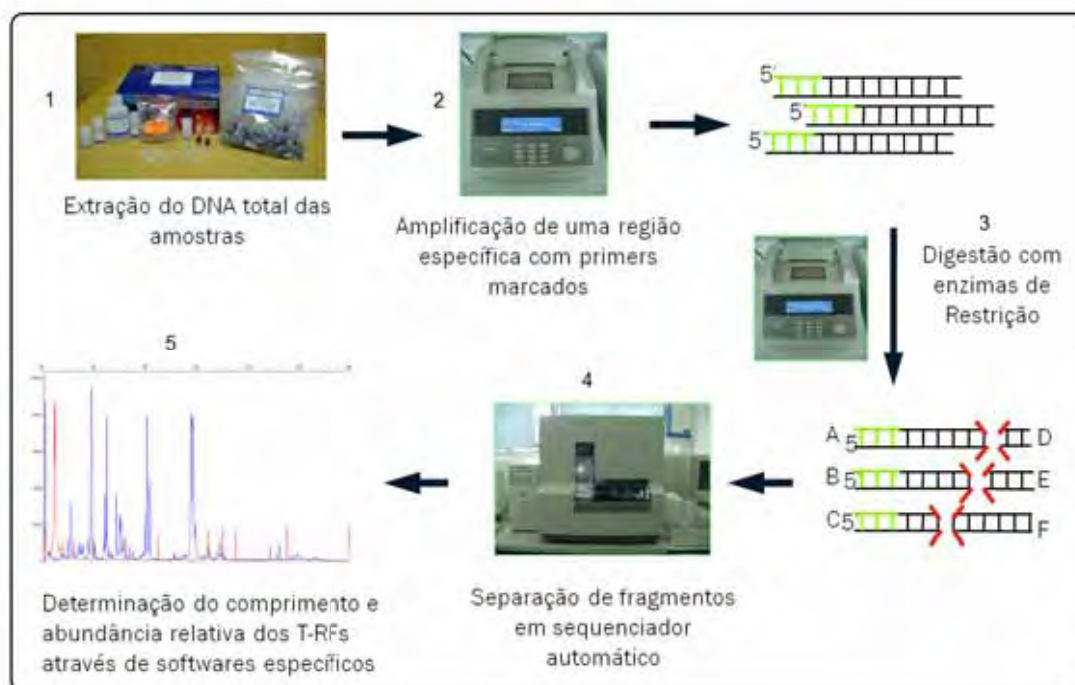 1
Extração do DNA total das
amostras
2
Amplificação de uma região
específica com primers
marcados
5'
5'
5'
3
Digestão com
enzimas de
Restrição
A 5 D
B 5 E
C 5 F
4
Separação de fragmentos
em sequenciador
automático
5
Determinação do comprimento e
abundância relativa dos T-RFs
através de softwares específicos